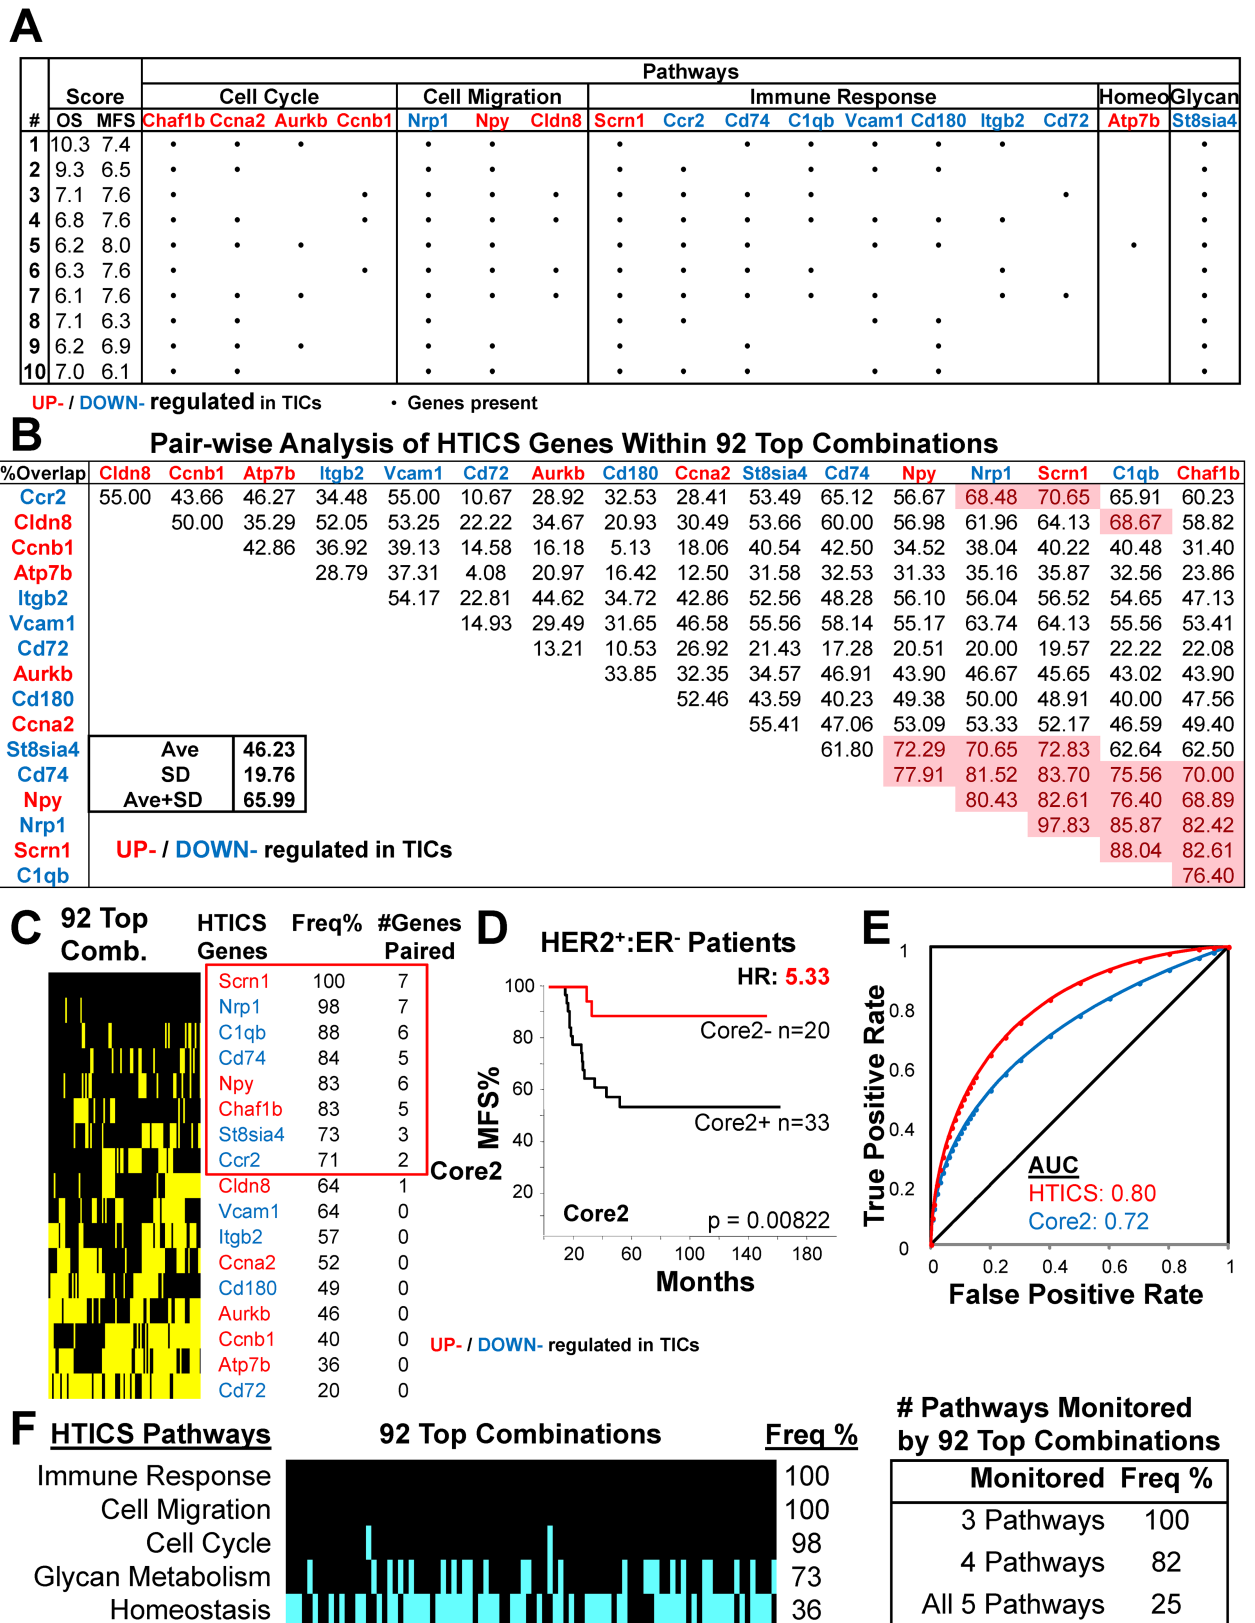 A
Pathways
Score Cell Cycle Cell Migration Immune Response Homeo Glycan
# OS MFS Chaf1b Ccna2 Aurkb Ccnb1 Nrp1 Npy Cldn8 Scrn1 Ccr2 Cd74 C1qb Vcam1 Cd180 Itgb2 Cd72 Atp7b St8sia4
1 10.3 7.4 • • • • • • • • • • • •
2 9.3 6.5 • • • • • • • • • •
3 7.1 7.6 • • • • • • • • • • •
4 6.8 7.6 • • • • • • • • • • • • • •
5 6.2 8.0 • • • • • • • • • • • •
6 6.3 7.6 • • • • • • • • • • •
7 6.1 7.6 • • • • • • • • • • • • • •
8 7.1 6.3 • • • • • • • •
9 6.2 6.9 • • • • • • • • •
10 7.0 6.1 • • • • • • • • • •
UP- / DOWN- regulated in TICs • Genes present
B Pair-wise Analysis of HTICS Genes Within 92 Top Combinations
%Overlap Cldn8 Ccnb1 Atp7b Itgb2 Vcam1 Cd72 Aurkb Cd180 Ccna2 St8sia4 Cd74 Npy Nrp1 Scrn1 C1qb Chaf1b
Ccr2 55.00 43.66 46.27 34.48 55.00 10.67 28.92 32.53 28.41 53.49 65.12 56.67 68.48 70.65 65.91 60.23
Cldn8 50.00 35.29 52.05 53.25 22.22 34.67 20.93 30.49 53.66 60.00 56.98 61.96 64.13 68.67 58.82
Ccnb1 42.86 36.92 39.13 14.58 16.18 5.13 18.06 40.54 42.50 34.52 38.04 40.22 40.48 31.40
Atp7b 28.79 37.31 4.08 20.97 16.42 12.50 31.58 32.53 31.33 35.16 35.87 32.56 23.86
Itgb2 54.17 22.81 44.62 34.72 42.86 52.56 48.28 56.10 56.04 56.52 54.65 47.13
Vcam1 14.93 29.49 31.65 46.58 55.56 58.14 55.17 63.74 64.13 55.56 53.41
Cd72 13.21 10.53 26.92 21.43 17.28 20.51 20.00 19.57 22.22 22.08
Aurkb 33.85 32.35 34.57 46.91 43.90 46.67 45.65 43.02 43.90
Cd180 52.46 43.59 40.23 49.38 50.00 48.91 40.00 47.56
Ccna2 55.41 47.06 53.09 53.33 52.17 46.59 49.40
St8sia4 Ave 46.23 61.80 72.29 70.65 72.83 62.64 62.50
Cd74 SD 19.76 77.91 81.52 83.70 75.56 70.00
Npy Ave+SD 65.99 80.43 82.61 76.40 68.89
Nrp1 97.83 85.87 82.42
Scrn1 UP- / DOWN- regulated in TICs 88.04 82.61
C1qb 76.40
C
92 Top
Comb.
HTICS Freq% #Genes
Genes Paired
Scrn1 100 7
Nrp1 98 7
C1qb 88 6
Cd74 84 5
Npy 83 6
Chaf1b 83 5
St8sia4 73 3
Ccr2 71 2
Core2
Cldn8 64 1
Vcam1 64 0
Itgb2 57 0
Ccna2 52 0
Cd180 49 0
Aurkb 46 0
Ccnb1 40 0
Atp7b 36 0
Cd72 20 0
D
HER2+:ER- Patients
HR: 5.33
100
80
60
40
20
MFS%
Core2- n=20
Core2+ n=33
Core2
p = 0.00822
20 60 100 140 180
Months
UP- / DOWN- regulated in TICs
E
1
0.8
0.6
0.4
0.2
0
True Positive Rate
AUC
HTICS: 0.80
Core2: 0.72
0 0.2 0.4 0.6 0.8 1
False Positive Rate
F
HTICS Pathways 92 Top Combinations Freq %
Immune Response 100
Cell Migration 100
Cell Cycle 98
Glycan Metabolism 73
Homeostasis 36
# Pathways Monitored
by 92 Top Combinations
Monitored Freq %
3 Pathways 100
4 Pathways 82
All 5 Pathways 25